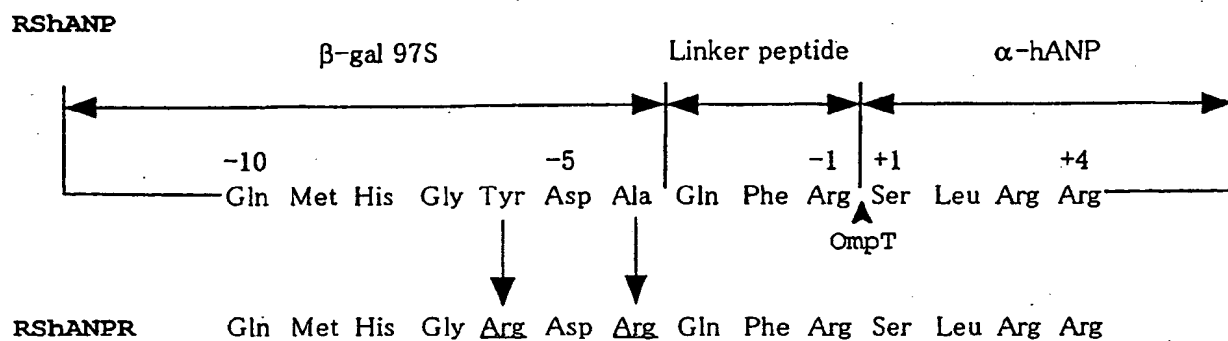 RShANP
β-gal 97S Linker peptide α-hANP
-10 -5 -1 +1 +4
Gln Met His Gly Tyr Asp Ala Gln Phe Arg Ser Leu Arg Arg
OmpT
RShANPR Gln Met His Gly Arg Asp Arg Gln Phe Arg Ser Leu Arg Arg